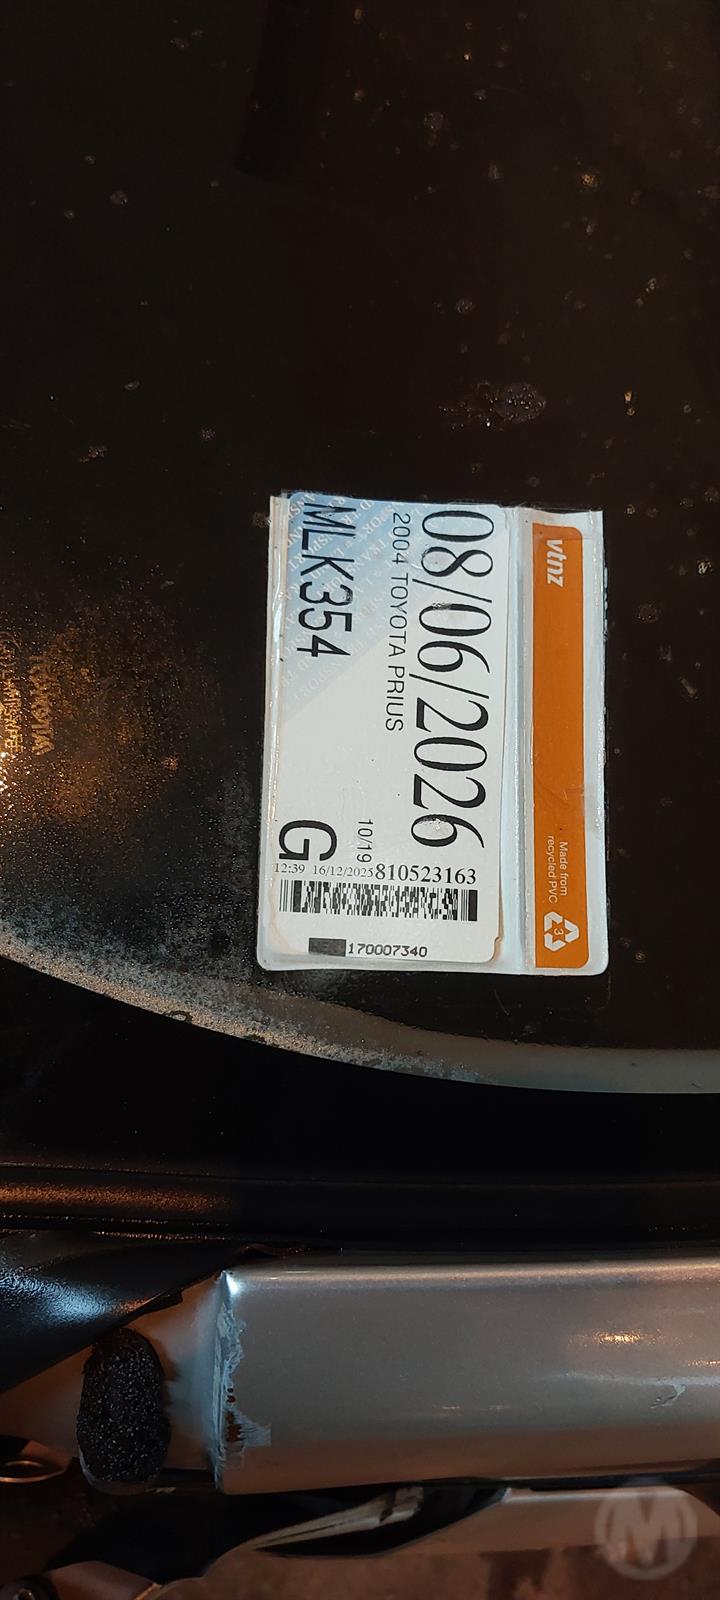 vtnz
Made from
recycled PVC
3
08/06/2026
2004 TOYOTA PRIUS
10/19
MLK354
G
12:39 16/12/2025 810523163
170007340
M